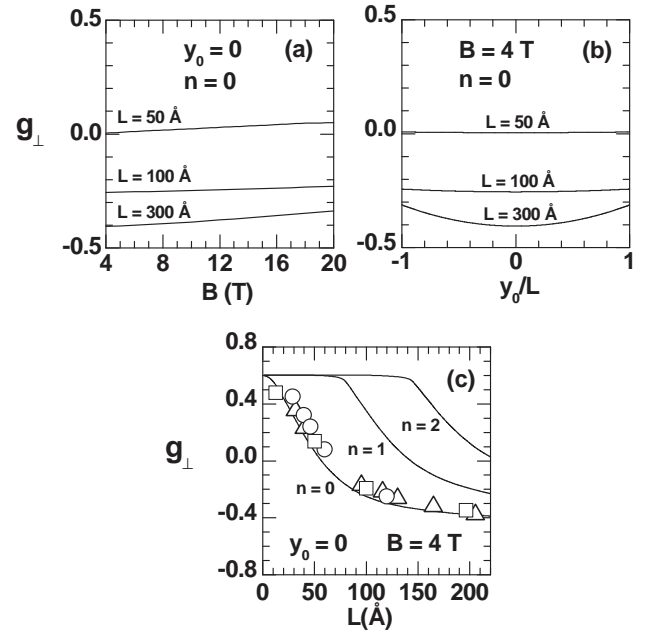 0.5
y₀ = 0 (a)
n = 0
L = 50 Å
g⊥ 0.0
L = 100 Å
L = 300 Å
-0.5
4 8 12 16 20
B (T)
0.5
B = 4 T (b)
n = 0
L = 50 Å
0.0
L = 100 Å
L = 300 Å
-0.5
-1 0 1
y₀/L
0.8
(c)
0.4
n = 2
g⊥ 0.0
n = 1
n = 0
-0.4
y₀ = 0 B = 4 T
-0.8
0 50 100 150 200
L(Å)